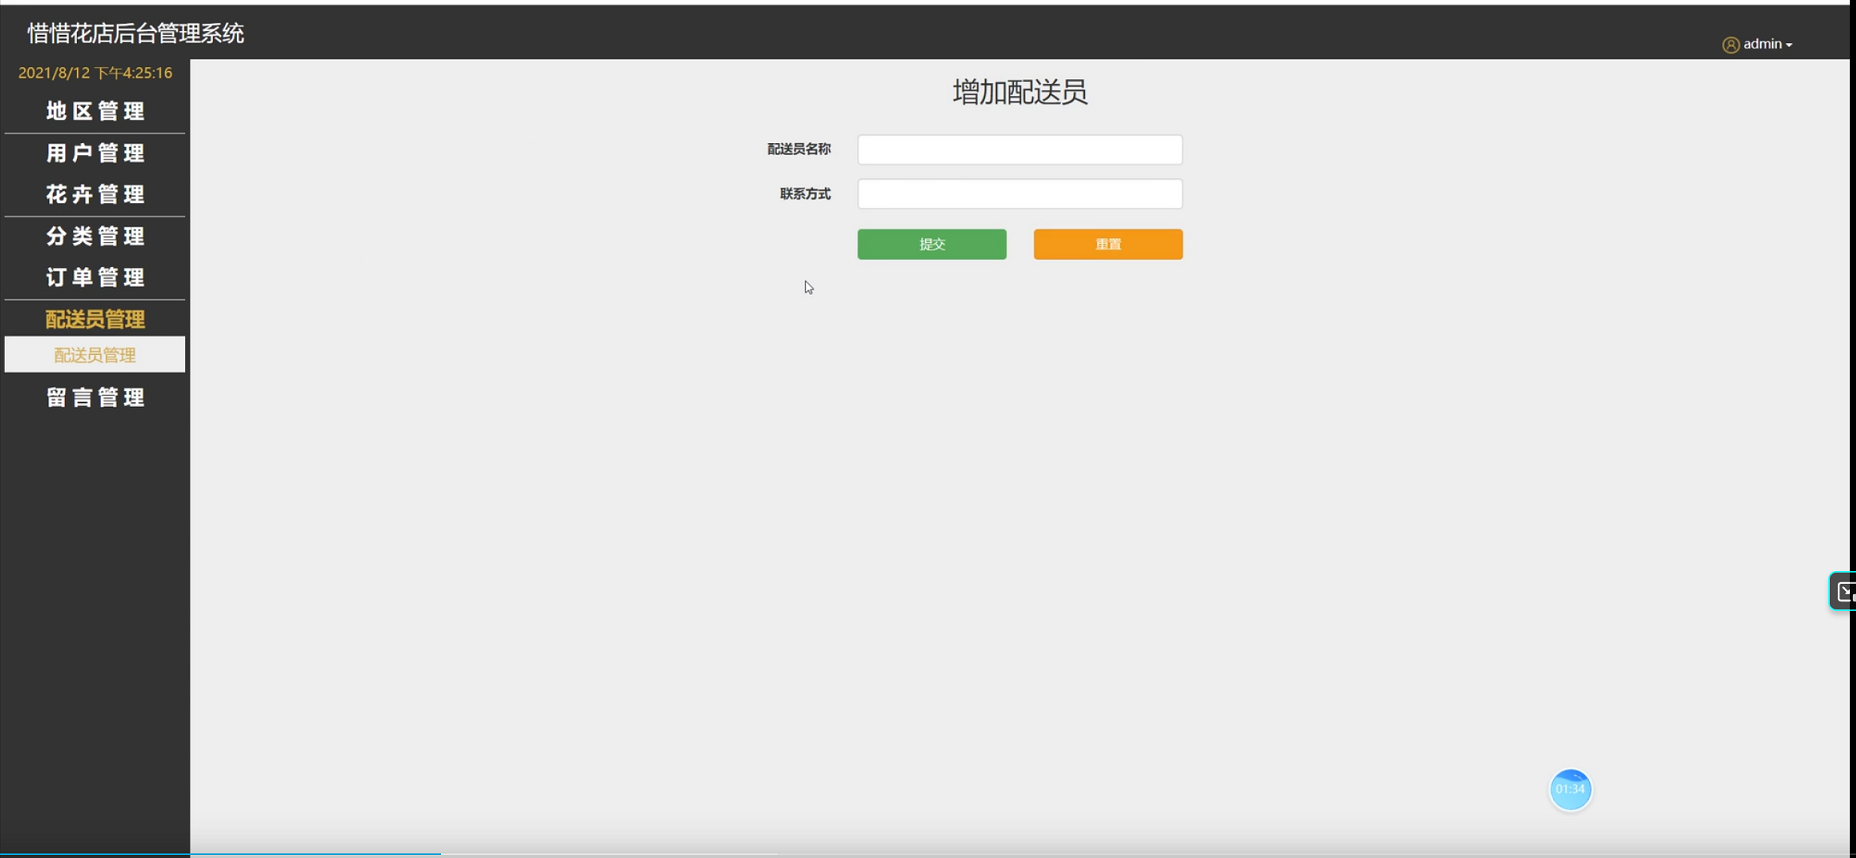 惜惜花店后台管理系统
admin
2021/8/12 下午4:25:16
地区管理
用户管理
花卉管理
分类管理
订单管理
配送员管理
配送员管理
留言管理
增加配送员
配送员名称
联系方式
提交 重置
01:34